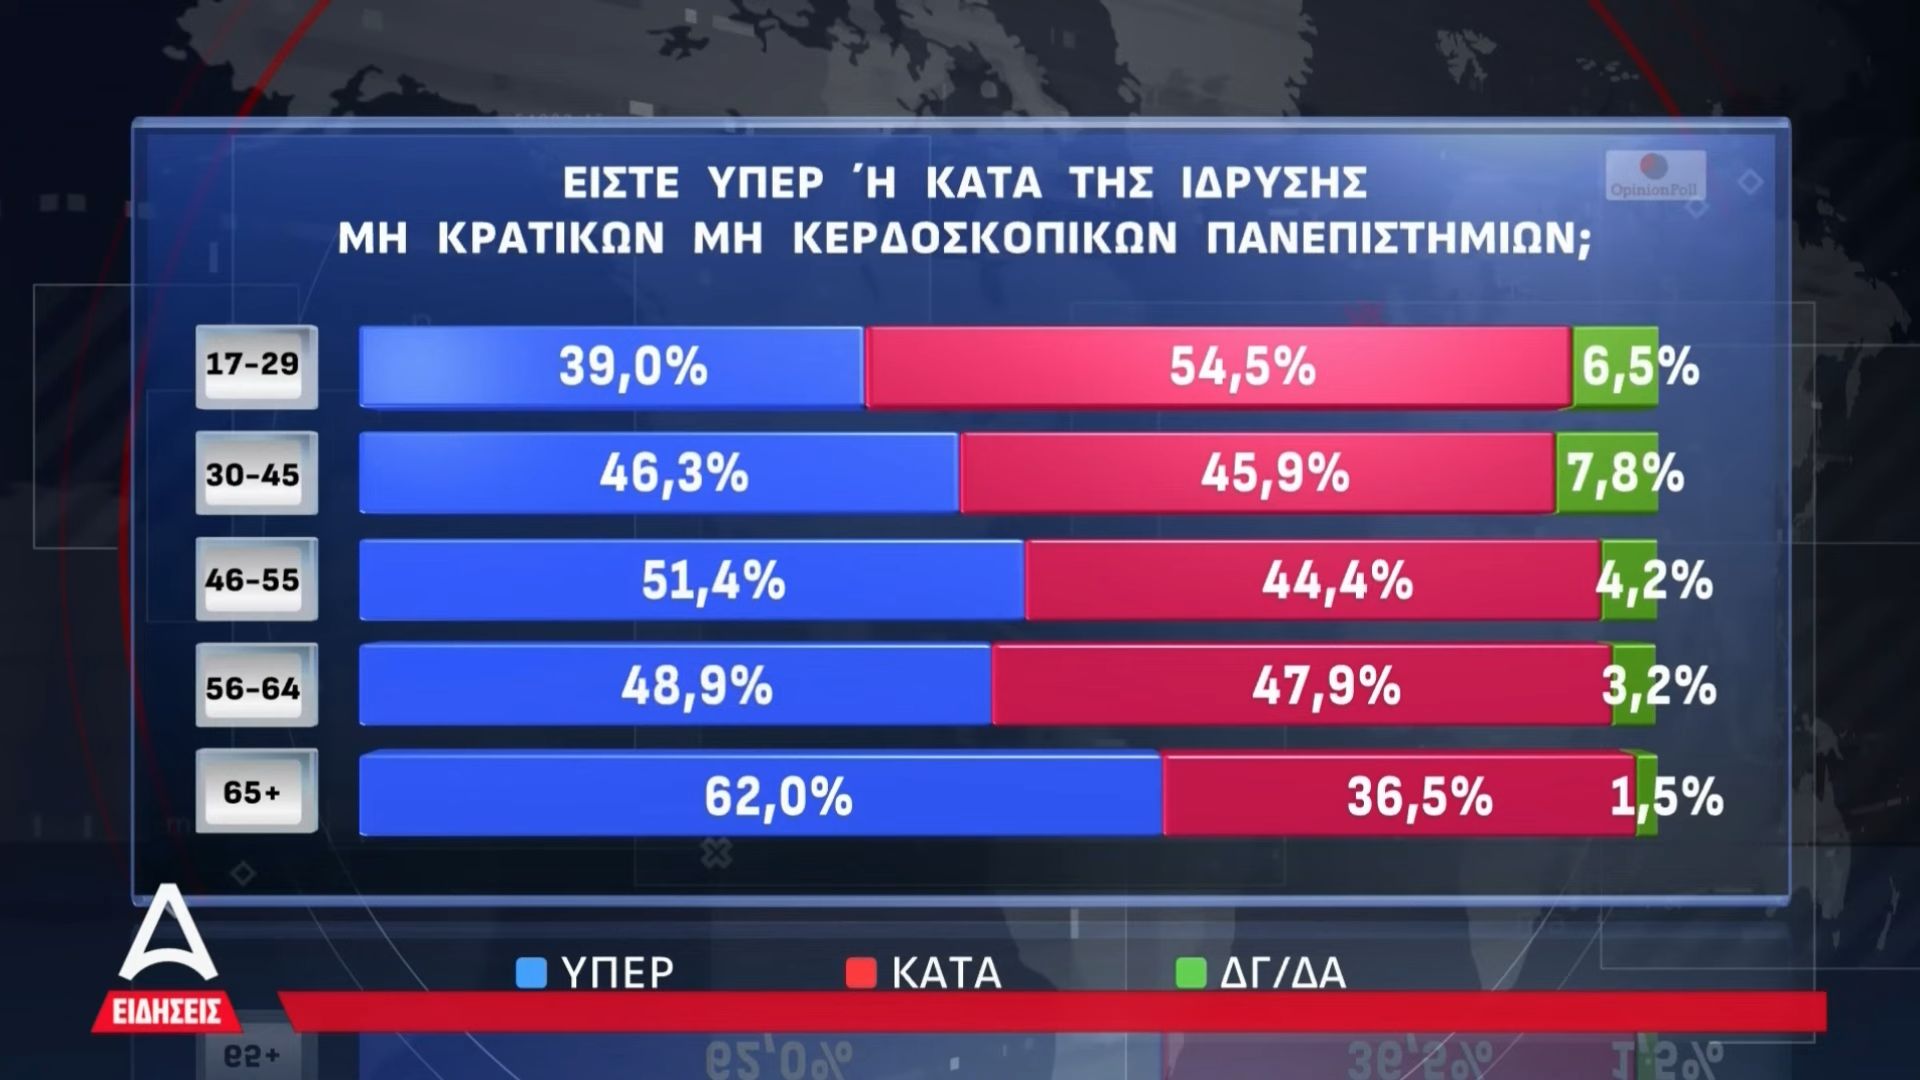 ΕΙΣΤΕ ΥΠΕΡ ΄Η ΚΑΤΑ ΤΗΣ ΙΔΡΥΣΗΣ
ΜΗ ΚΡΑΤΙΚΩΝ ΜΗ ΚΕΡΔΟΣΚΟΠΙΚΩΝ ΠΑΝΕΠΙΣΤΗΜΙΩΝ;
OpinionPoll
17-29 39,0% 54,5% 6,5%
30-45 46,3% 45,9% 7,8%
46-55 51,4% 44,4% 4,2%
56-64 48,9% 47,9% 3,2%
65+ 62,0% 36,5% 1,5%
ΥΠΕΡ ΚΑΤΑ ΔΓ/ΔΑ
ΕΙΔΗΣΕΙΣ